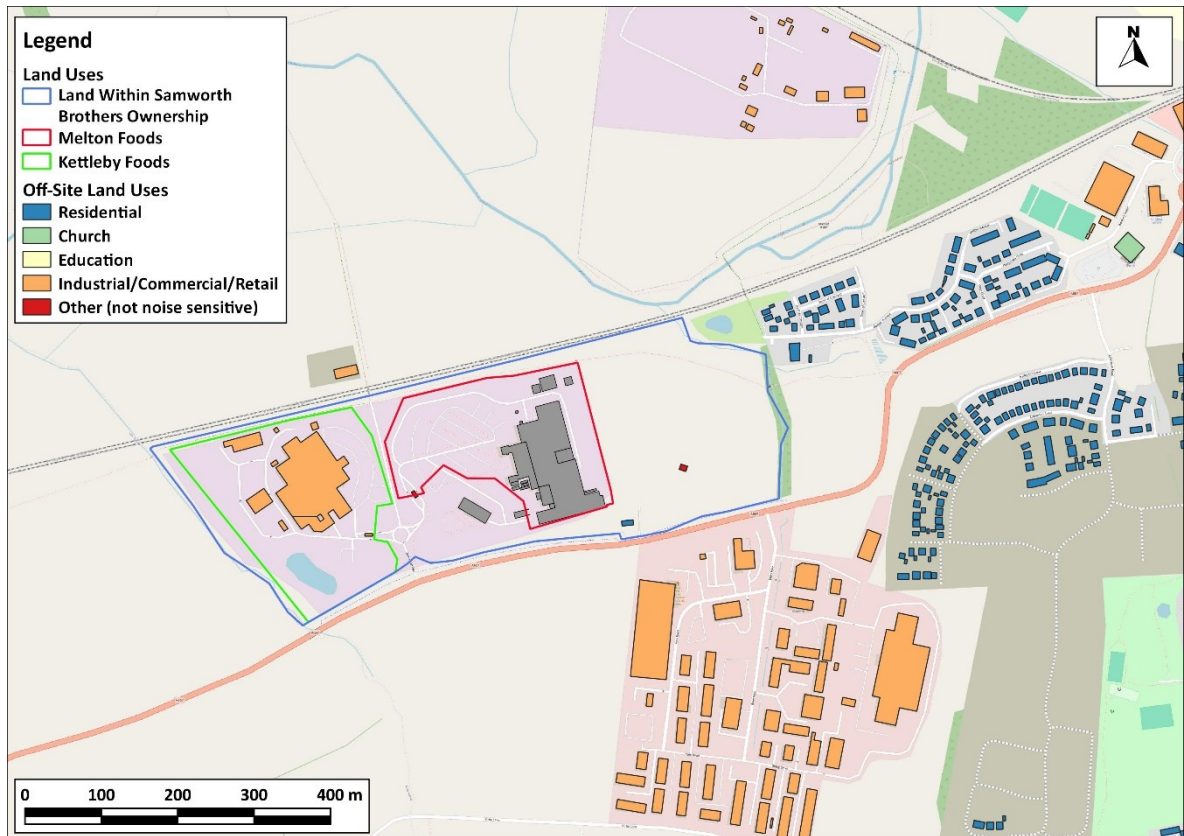 Legend
Land Uses
Land Within Samworth
Brothers Ownership
Melton Foods
Kettleby Foods
Off-Site Land Uses
Residential
Church
Education
Industrial/Commercial/Retail
Other (not noise sensitive)
N
0 100 200 300 400 m